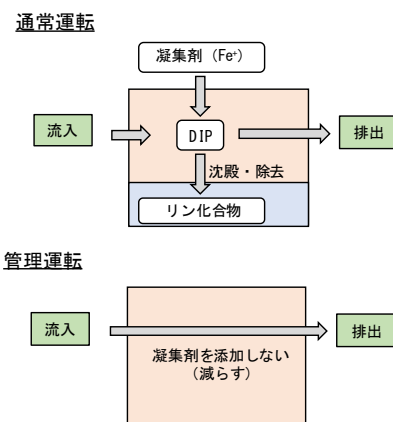 通常運転
凝集剤（Fe⁺）
流入
DIP
排出
沈殿・除去
リン化合物
管理運転
流入
排出
凝集剤を添加しない
（減らす）